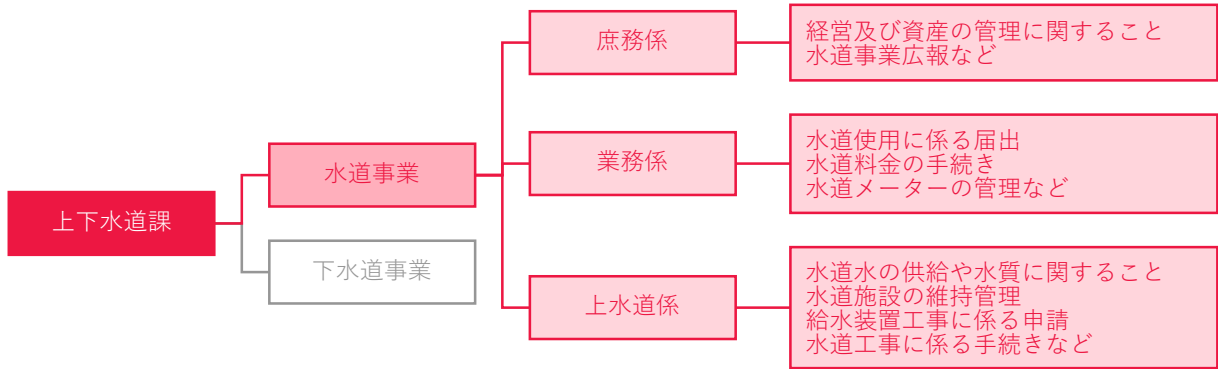 上下水道課
水道事業
下水道事業
庶務係
経営及び資産の管理に関すること
水道事業広報など
業務係
水道使用に係る届出
水道料金の手続き
水道メーターの管理など
上水道係
水道水の供給や水質に関すること
水道施設の維持管理
給水装置工事に係る申請
水道工事に係る手続きなど